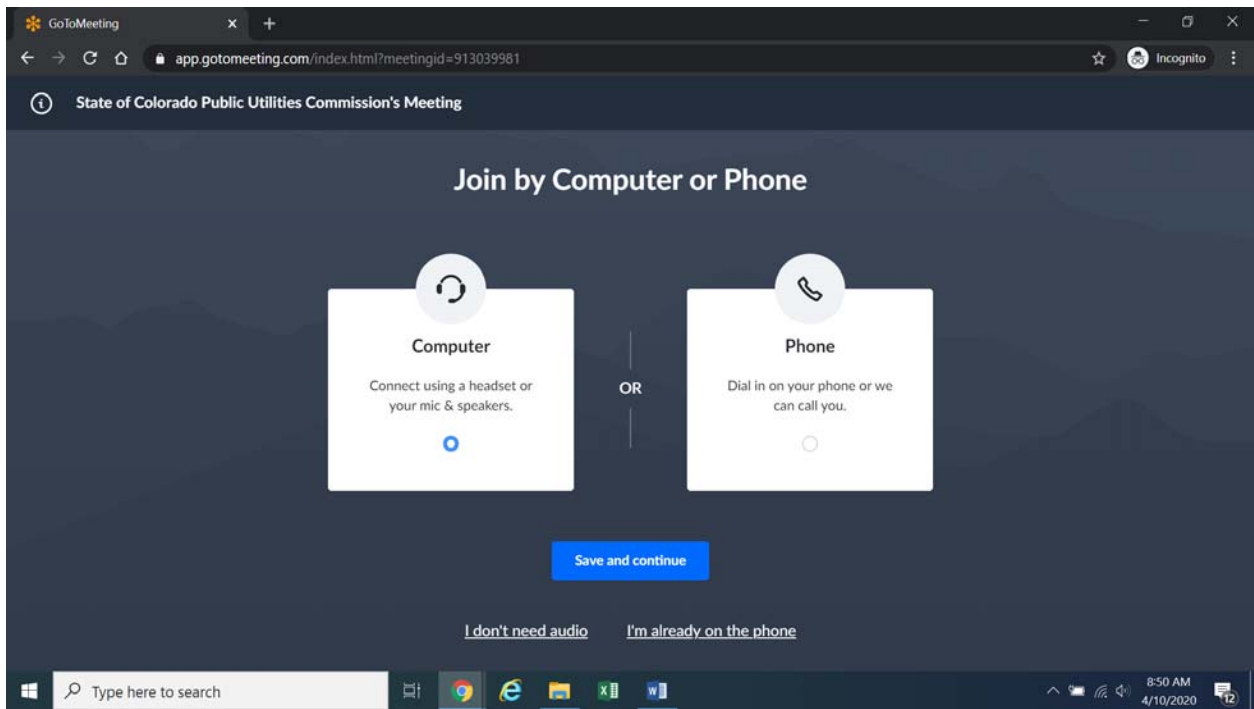 GoToMeeting
app.gotomeeting.com/index.html?meetingid=913039981
Incognito
State of Colorado Public Utilities Commission's Meeting
Join by Computer or Phone
Computer
Connect using a headset or
your mic & speakers.
OR
Phone
Dial in on your phone or we
can call you.
Save and continue
I don't need audio I'm already on the phone
Type here to search
8:50 AM
4/10/2020
12